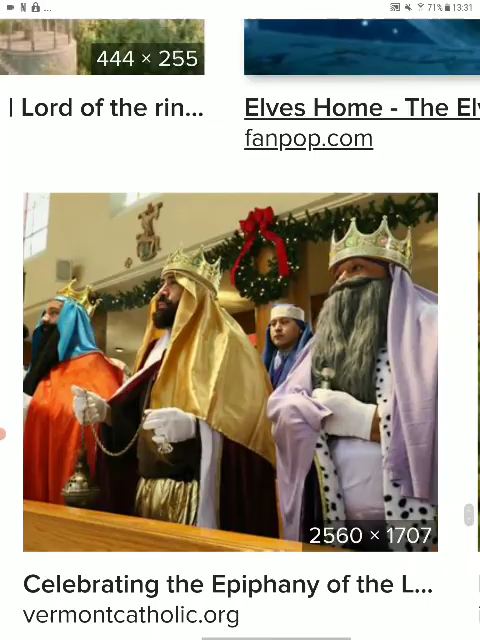 N ...
71% 13:31
444 × 255
| Lord of the rin...
Elves Home - The El
fanpop.com
2560 × 1707
Celebrating the Epiphany of the L...
vermontcatholic.org